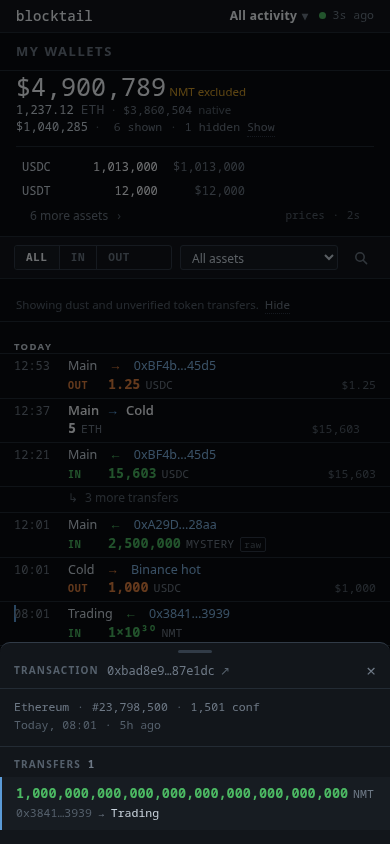 blocktail All activity ▾ 3s ago
MY WALLETS
$4,900,789 NMT excluded
1,237.12 ETH · $3,860,504 native
$1,040,285 · 6 shown · 1 hidden Show
USDC 1,013,000 $1,013,000
USDT 12,000 $12,000
6 more assets › prices · 2s
ALL IN OUT All assets
Showing dust and unverified token transfers. Hide
TODAY
12:53 Main → 0xBF4b…45d5
OUT 1.25 USDC $1.25
12:37 Main → Cold
5 ETH $15,603
12:21 Main ← 0xBF4b…45d5
IN 15,603 USDC $15,603
↳ 3 more transfers
12:01 Main ← 0xA29D…28aa
IN 2,500,000 MYSTERY raw
10:01 Cold → Binance hot
OUT 1,000 USDC $1,000
08:01 Trading ← 0x3841…3939
IN 1×10³⁰ NMT
TRANSACTION 0xbad8e9…87e1dc ↗ ×
Ethereum · #23,798,500 · 1,501 conf
Today, 08:01 · 5h ago
TRANSFERS 1
1,000,000,000,000,000,000,000,000,000,000 NMT
0x3841…3939 → Trading